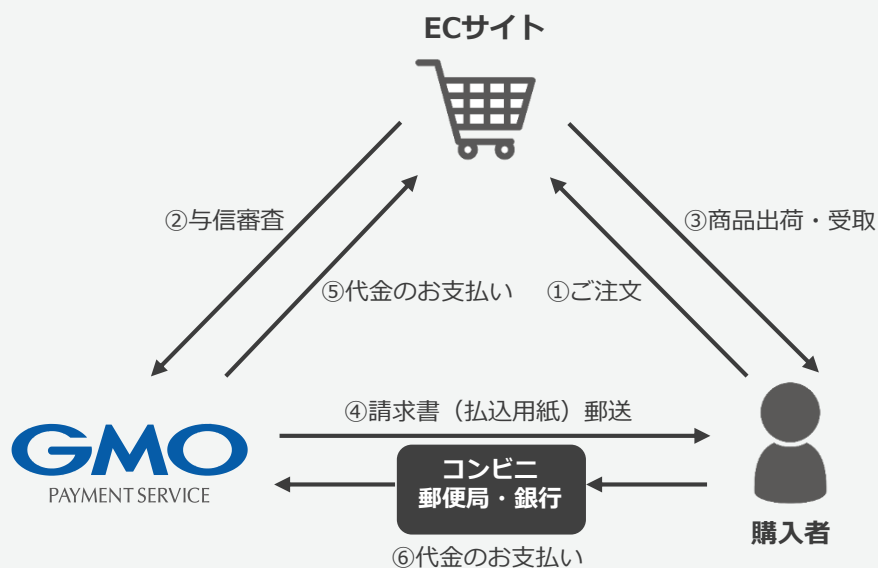 ECサイト
②与信審査
③商品出荷・受取
⑤代金のお支払い
①ご注文
④請求書（払込用紙）郵送
GMO
PAYMENT SERVICE
コンビニ
郵便局・銀行
購入者
⑥代金のお支払い